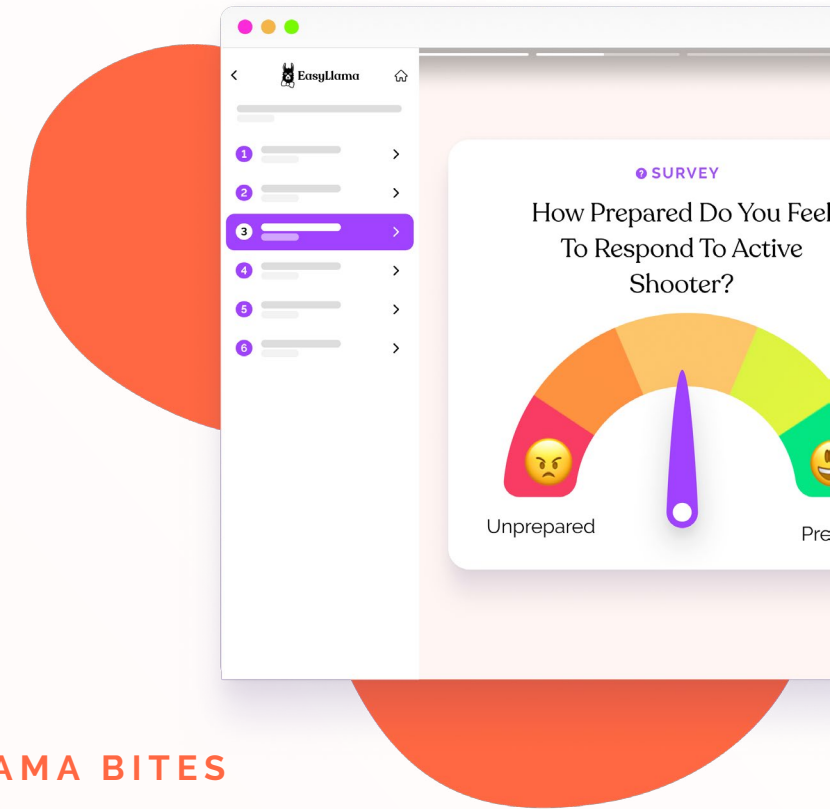 EasyLlama
1
2
3
4
5
6
SURVEY
How Prepared Do You Feel
To Respond To Active
Shooter?
Unprepared
Pre
AMA BITES